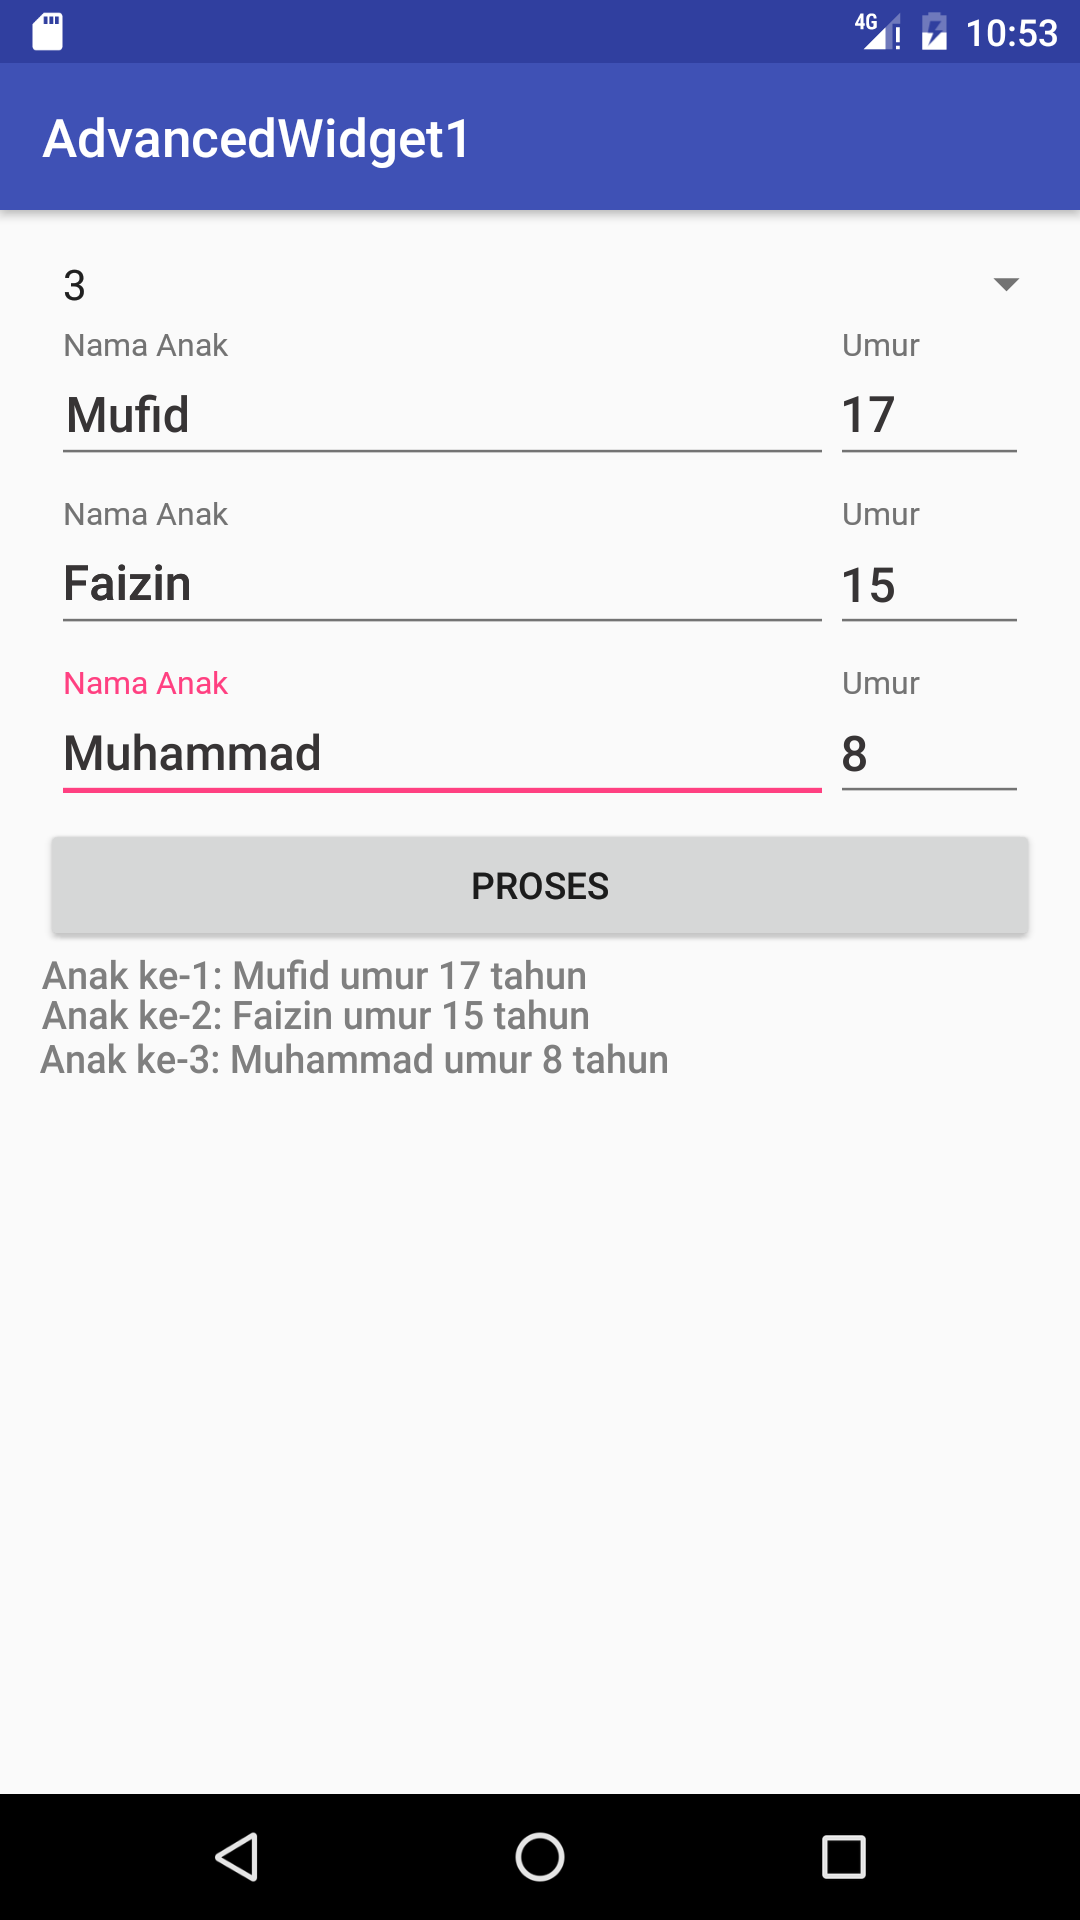 4G 10:53
AdvancedWidget1
3
Nama Anak Umur
Mufid 17
Nama Anak Umur
Faizin 15
Nama Anak Umur
Muhammad 8
PROSES
Anak ke-1: Mufid umur 17 tahun
Anak ke-2: Faizin umur 15 tahun
Anak ke-3: Muhammad umur 8 tahun